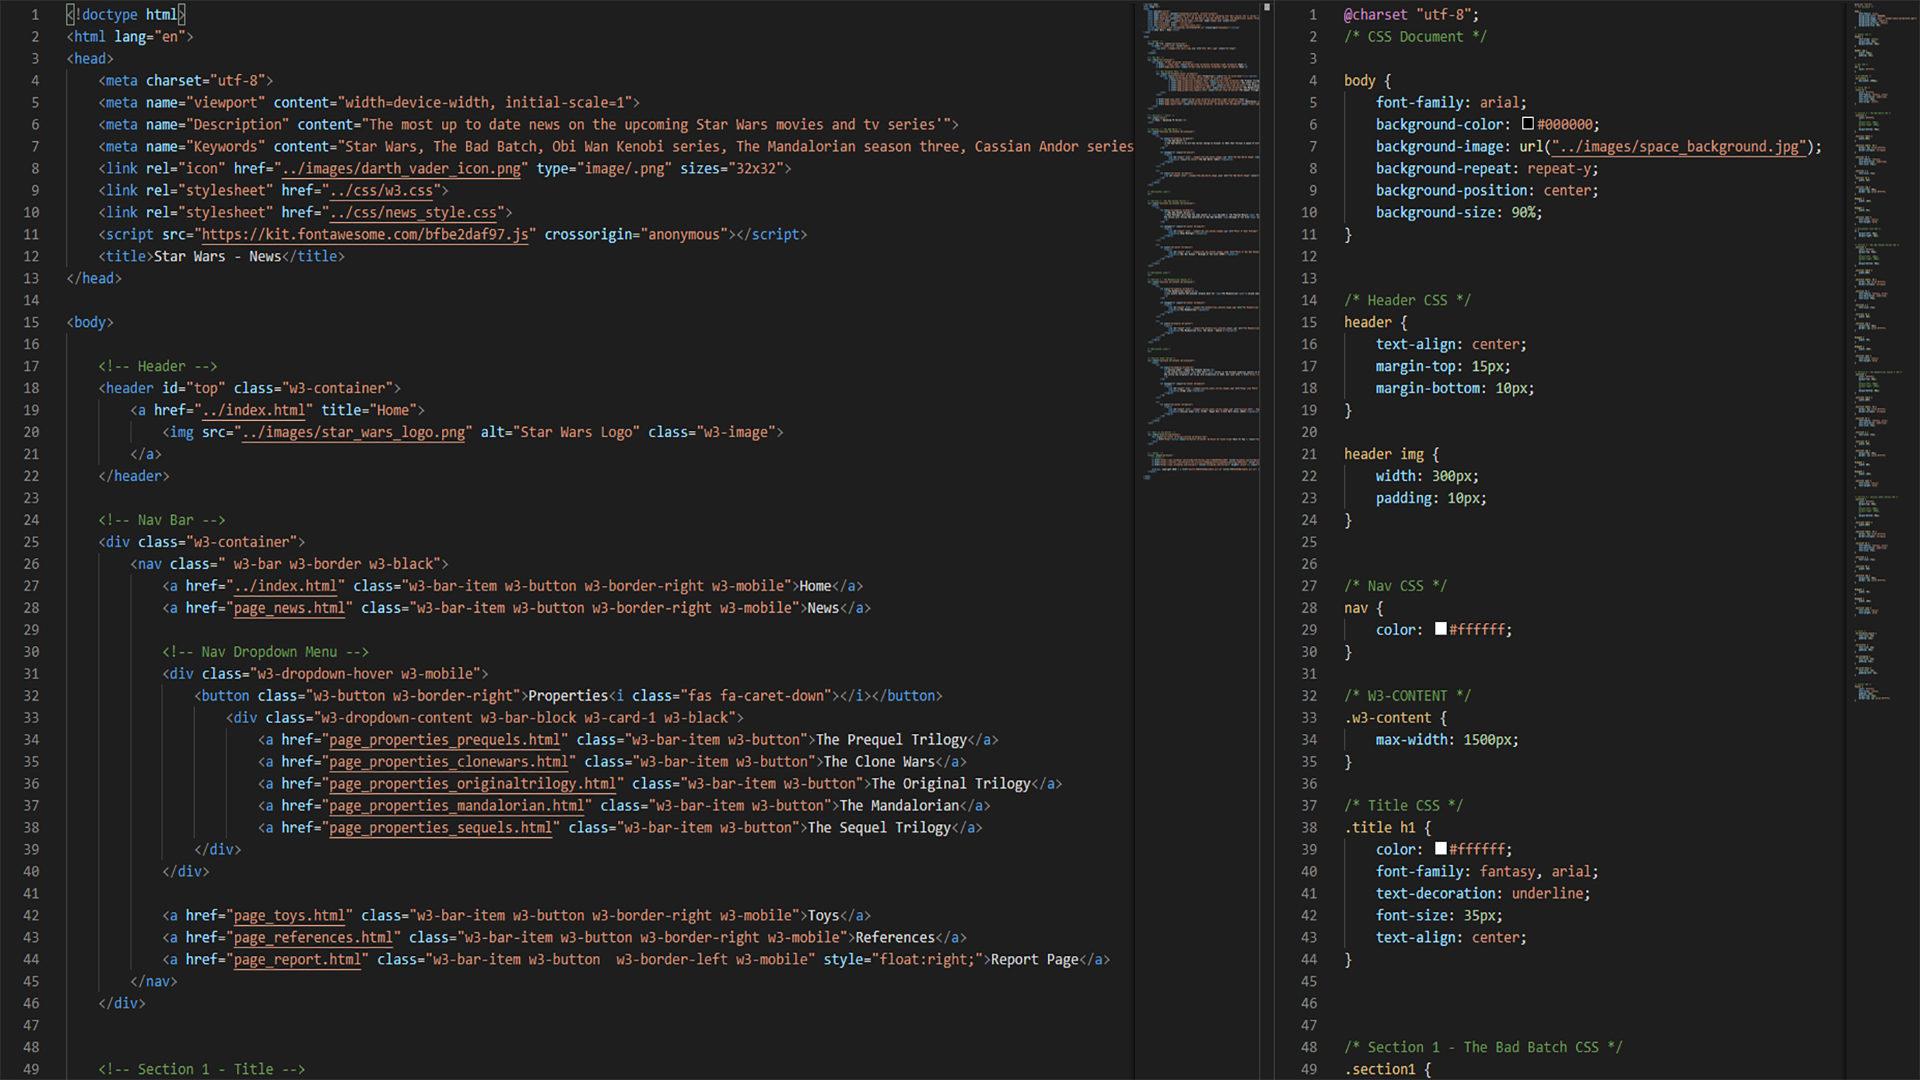 1 <!doctype html>
2 <html lang="en">
3 <head>
4 <meta charset="utf-8">
5 <meta name="viewport" content="width=device-width, initial-scale=1">
6 <meta name="Description" content="The most up to date news on the upcoming Star Wars movies and tv series'">
7 <meta name="Keywords" content="Star Wars, The Bad Batch, Obi Wan Kenobi series, The Mandalorian season three, Cassian Andor series
8 <link rel="icon" href="../images/darth_vader_icon.png" type="image/.png" sizes="32x32">
9 <link rel="stylesheet" href="../css/w3.css">
10 <link rel="stylesheet" href="../css/news_style.css">
11 <script src="https://kit.fontawesome.com/bfbe2daf97.js" crossorigin="anonymous"></script>
12 <title>Star Wars - News</title>
13 </head>
14
15 <body>
16
17 <!-- Header -->
18 <header id="top" class="w3-container">
19 <a href="../index.html" title="Home">
20 <img src="../images/star_wars_logo.png" alt="Star Wars Logo" class="w3-image">
21 </a>
22 </header>
23
24 <!-- Nav Bar -->
25 <div class="w3-container">
26 <nav class=" w3-bar w3-border w3-black">
27 <a href="../index.html" class="w3-bar-item w3-button w3-border-right w3-mobile">Home</a>
28 <a href="page_news.html" class="w3-bar-item w3-button w3-border-right w3-mobile">News</a>
29
30 <!-- Nav Dropdown Menu -->
31 <div class="w3-dropdown-hover w3-mobile">
32 <button class="w3-button w3-border-right">Properties<i class="fas fa-caret-down"></i></button>
33 <div class="w3-dropdown-content w3-bar-block w3-card-1 w3-black">
34 <a href="page_properties_prequels.html" class="w3-bar-item w3-button">The Prequel Trilogy</a>
35 <a href="page_properties_clonewars.html" class="w3-bar-item w3-button">The Clone Wars</a>
36 <a href="page_properties_originaltrilogy.html" class="w3-bar-item w3-button">The Original Trilogy</a>
37 <a href="page_properties_mandalorian.html" class="w3-bar-item w3-button">The Mandalorian</a>
38 <a href="page_properties_sequels.html" class="w3-bar-item w3-button">The Sequel Trilogy</a>
39 </div>
40 </div>
41
42 <a href="page_toys.html" class="w3-bar-item w3-button w3-border-right w3-mobile">Toys</a>
43 <a href="page_references.html" class="w3-bar-item w3-button w3-border-right w3-mobile">References</a>
44 <a href="page_report.html" class="w3-bar-item w3-button  w3-border-left w3-mobile" style="float:right;">Report Page</a>
45 </nav>
46 </div>
47
48
49 <!-- Section 1 - Title -->
1 @charset "utf-8";
2 /* CSS Document */
3
4 body {
5 font-family: arial;
6 background-color: #000000;
7 background-image: url("../images/space_background.jpg");
8 background-repeat: repeat-y;
9 background-position: center;
10 background-size: 90%;
11 }
12
13
14 /* Header CSS */
15 header {
16 text-align: center;
17 margin-top: 15px;
18 margin-bottom: 10px;
19 }
20
21 header img {
22 width: 300px;
23 padding: 10px;
24 }
25
26
27 /* Nav CSS */
28 nav {
29 color: #ffffff;
30 }
31
32 /* W3-CONTENT */
33 .w3-content {
34 max-width: 1500px;
35 }
36
37 /* Title CSS */
38 .title h1 {
39 color: #ffffff;
40 font-family: fantasy, arial;
41 text-decoration: underline;
42 font-size: 35px;
43 text-align: center;
44 }
45
46
47
48 /* Section 1 - The Bad Batch CSS */
49 .section1 {